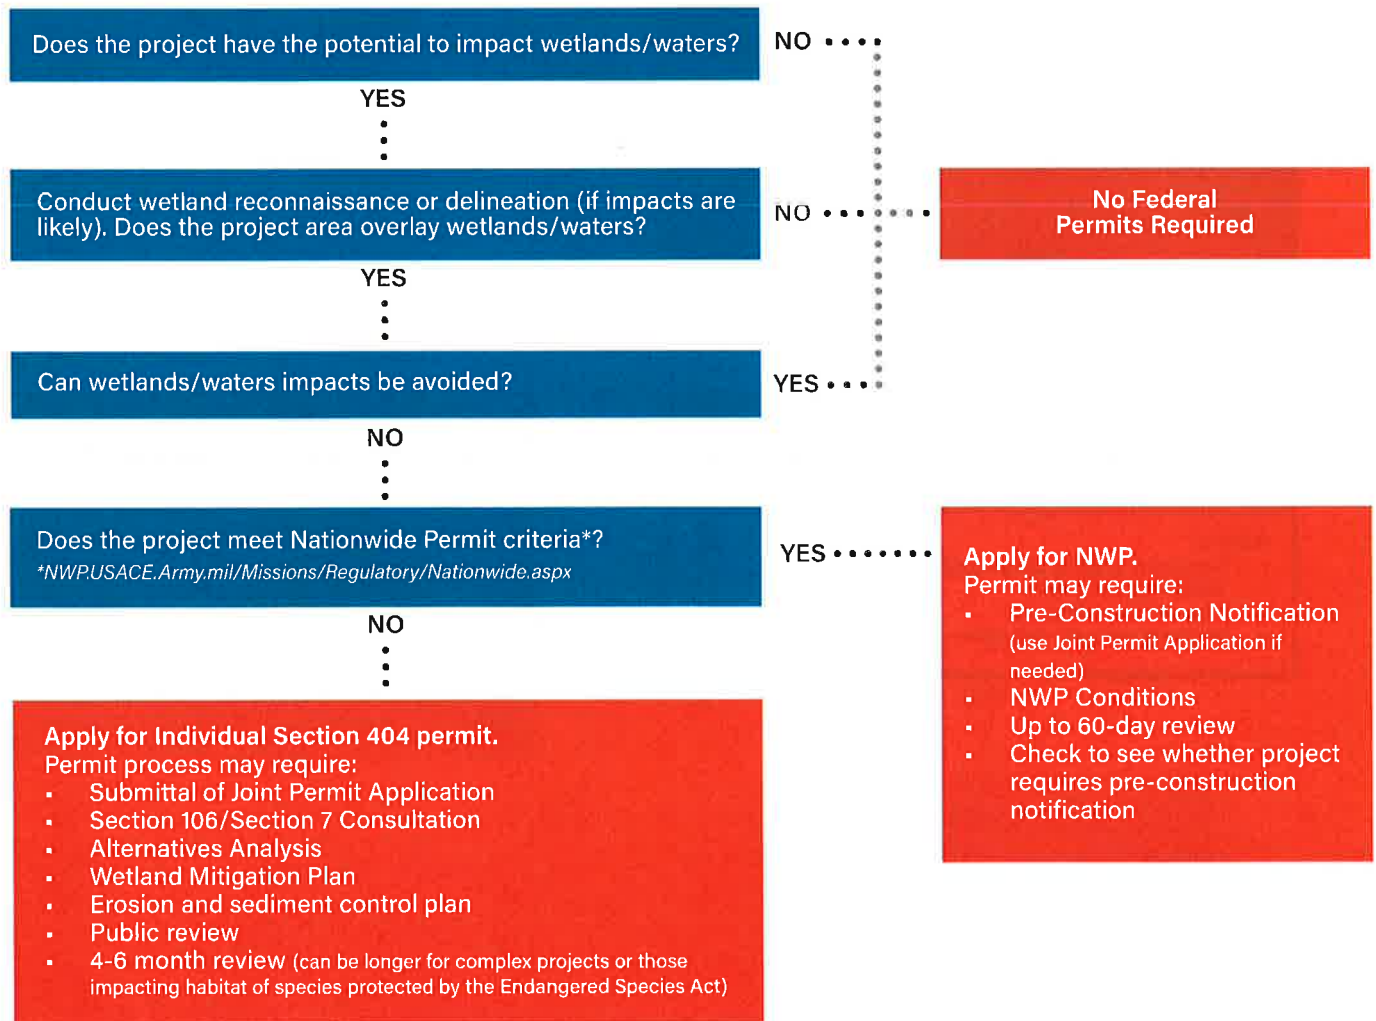 Does the project have the potential to impact wetlands/waters?
NO
YES
Conduct wetland reconnaissance or delineation (if impacts are
likely). Does the project area overlay wetlands/waters?
NO
No Federal
Permits Required
YES
Can wetlands/waters impacts be avoided?
YES
NO
Does the project meet Nationwide Permit criteria*?
*NWP.USACE.Army.mil/Missions/Regulatory/Nationwide.aspx
YES
Apply for NWP.
Permit may require:
▪ Pre-Construction Notification
(use Joint Permit Application if
needed)
▪ NWP Conditions
▪ Up to 60-day review
▪ Check to see whether project
requires pre-construction
notification
NO
Apply for Individual Section 404 permit.
Permit process may require:
▪ Submittal of Joint Permit Application
▪ Section 106/Section 7 Consultation
▪ Alternatives Analysis
▪ Wetland Mitigation Plan
▪ Erosion and sediment control plan
▪ Public review
▪ 4-6 month review (can be longer for complex projects or those
impacting habitat of species protected by the Endangered Species Act)